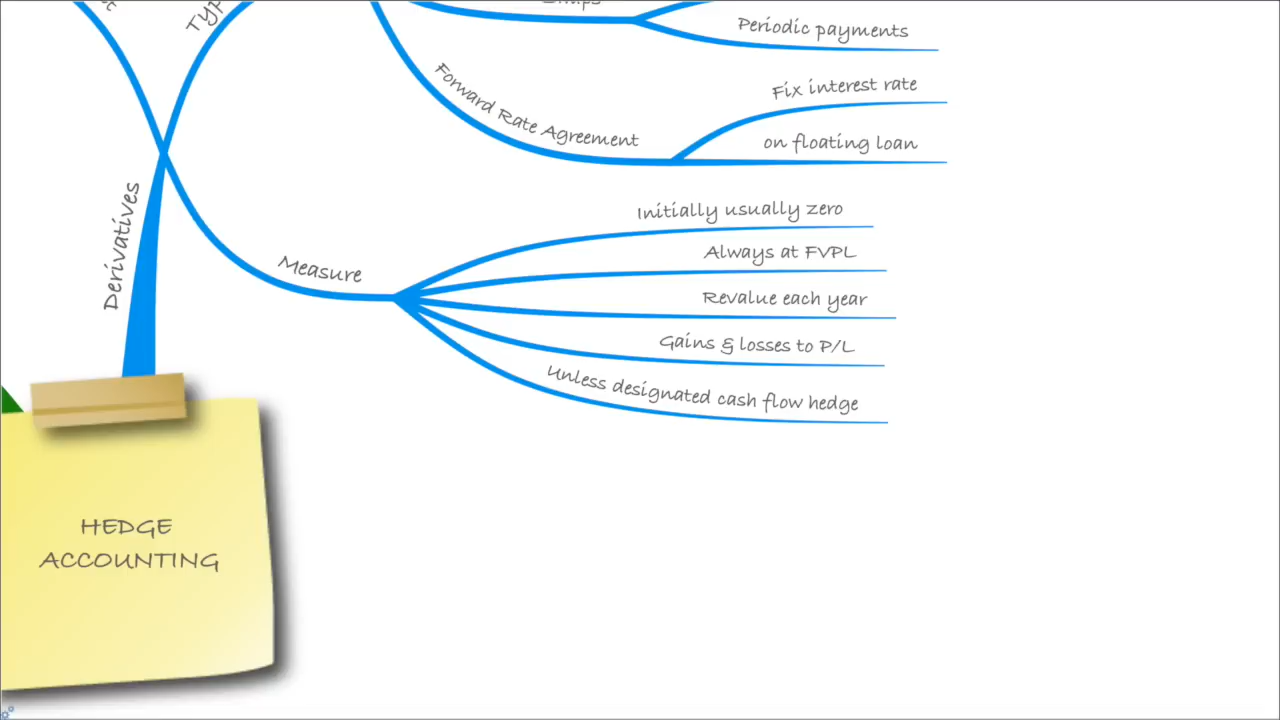 Periodic payments
Fix interest rate
Forward Rate Agreement
on floating loan
Derivatives
Initially usually zero
Measure
Always at FVPL
Revalue each year
Gains & losses to P/L
Unless designated cash flow hedge
HEDGE
ACCOUNTING